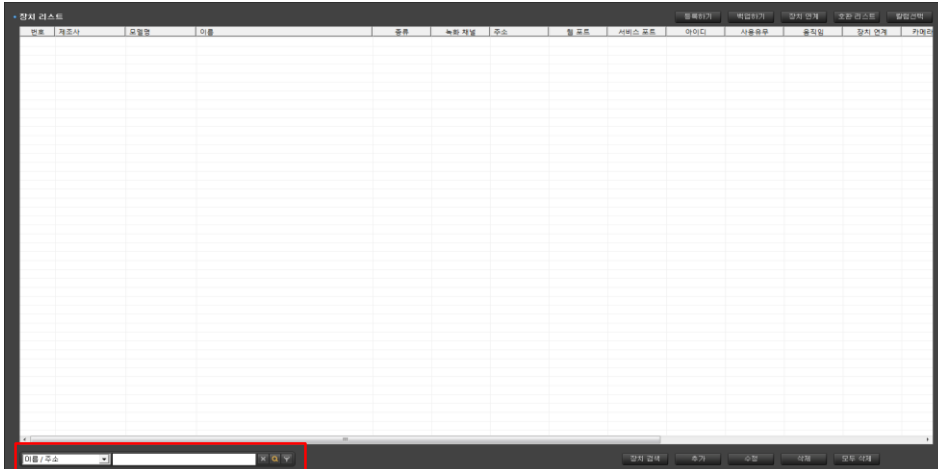 장치 리스트
등록하기 백업하기 장치 연계 호환 리스트 컬럼선택
번호 제조사 모델명 이름 종류 녹화 채널 주소 웹 포트 서비스 포트 아이디 사용유무 움직임 장치 연계 카메라
이름 / 주소
장치 검색 추가 수정 삭제 모두 삭제